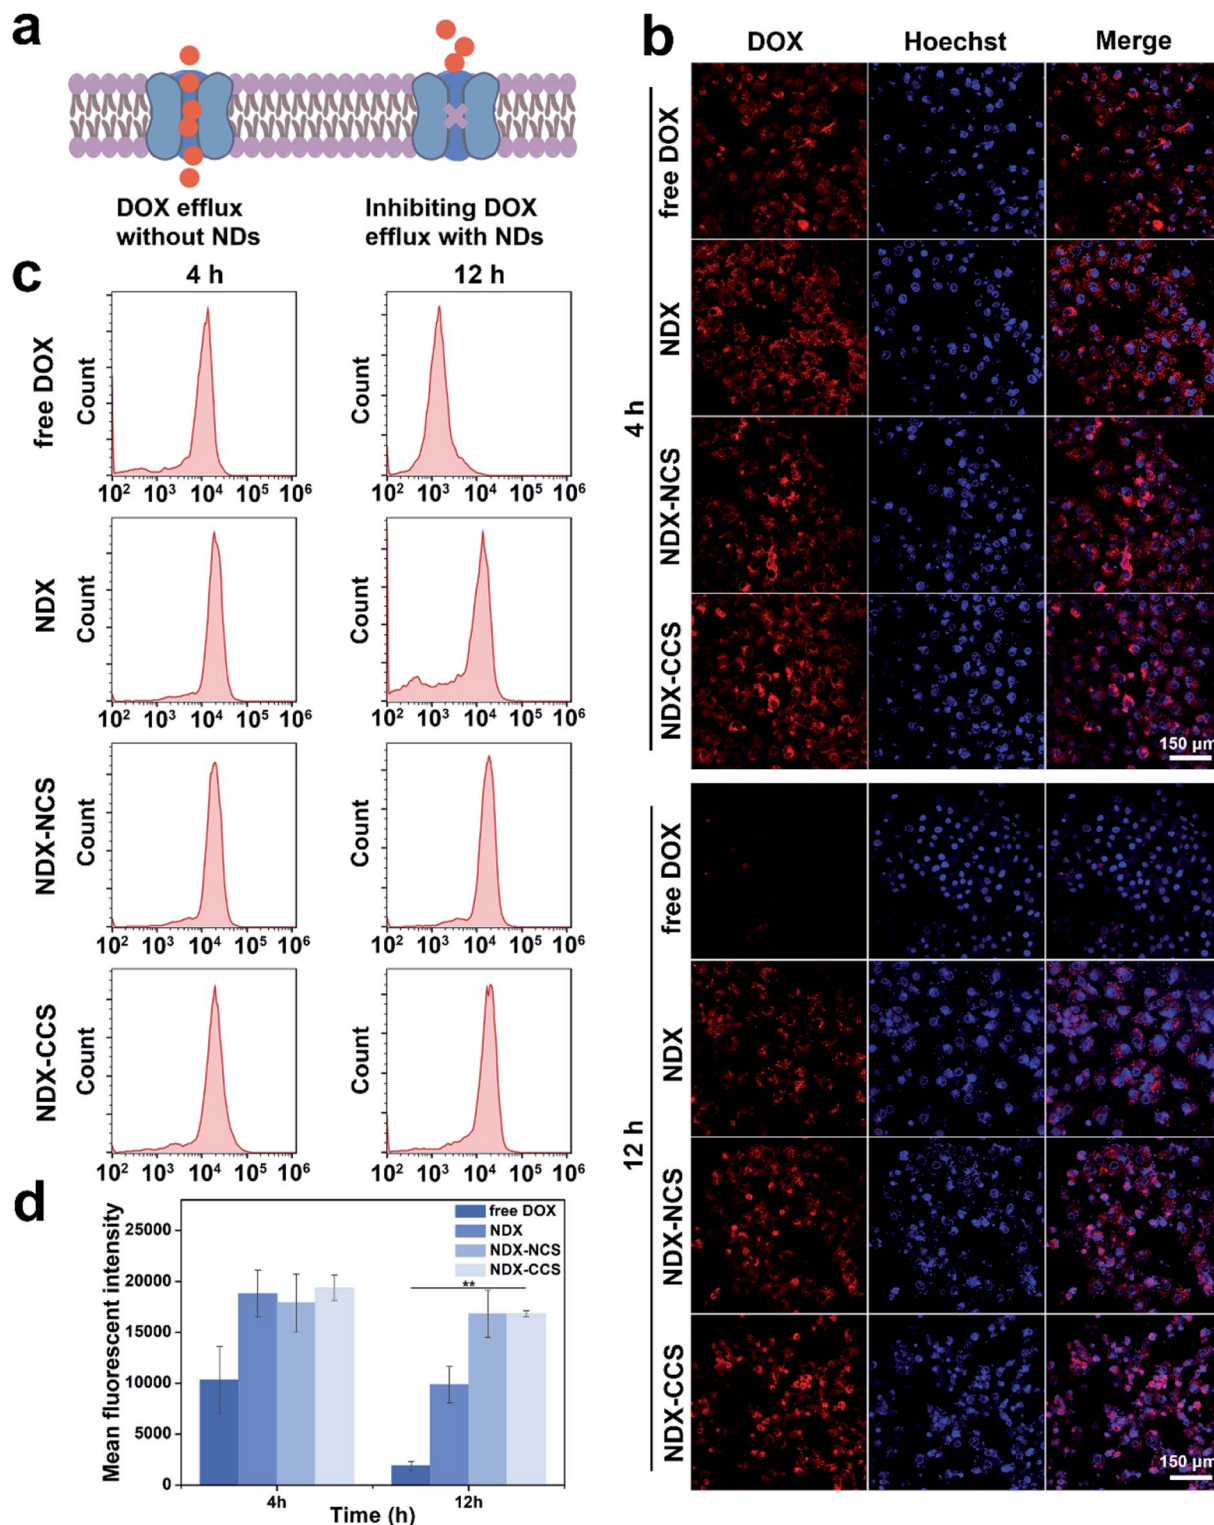 a
DOX efflux
without NDs
Inhibiting DOX
efflux with NDs
b
DOX
Hoechst
Merge
4 h
free DOX
NDX
NDX-NCS
NDX-CCS
150 µm
12 h
free DOX
NDX
NDX-NCS
NDX-CCS
150 µm
c
4 h
12 h
free DOX
Count
10² 10³ 10⁴ 10⁵ 10⁶
Count
10² 10³ 10⁴ 10⁵ 10⁶
NDX
Count
10² 10³ 10⁴ 10⁵ 10⁶
Count
10² 10³ 10⁴ 10⁵ 10⁶
NDX-NCS
Count
10² 10³ 10⁴ 10⁵ 10⁶
Count
10² 10³ 10⁴ 10⁵ 10⁶
NDX-CCS
Count
10² 10³ 10⁴ 10⁵ 10⁶
Count
10² 10³ 10⁴ 10⁵ 10⁶
d
Mean fluorescent intensity
25000
20000
15000
10000
5000
0
free DOX
NDX
NDX-NCS
NDX-CCS
**
4h
12h
Time (h)